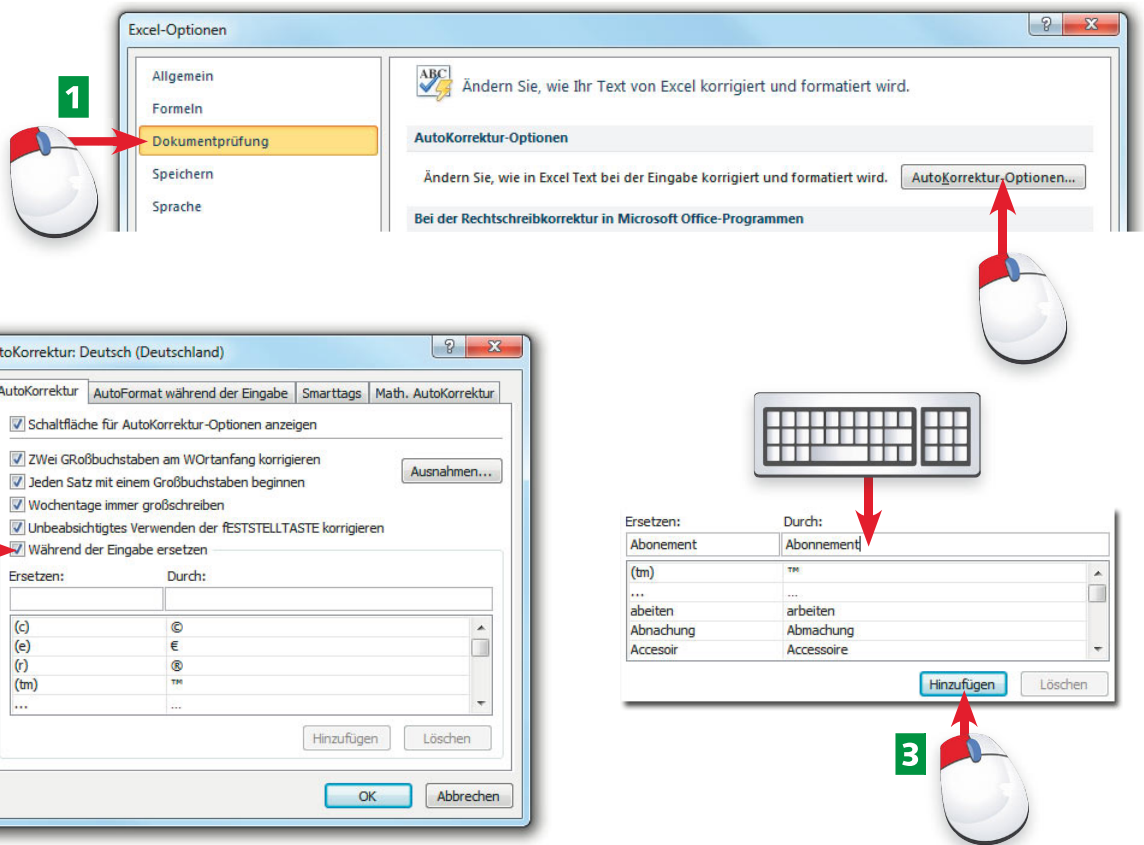 Excel-Optionen
1
Allgemein
Formeln
Dokumentprüfung
Speichern
Sprache
ABC
Ändern Sie, wie Ihr Text von Excel korrigiert und formatiert wird.
AutoKorrektur-Optionen
Ändern Sie, wie in Excel Text bei der Eingabe korrigiert und formatiert wird. AutoKorrektur-Optionen...
Bei der Rechtschreibkorrektur in Microsoft Office-Programmen
toKorrektur: Deutsch (Deutschland)
AutoKorrektur AutoFormat während der Eingabe Smarttags Math. AutoKorrektur
Schaltfläche für AutoKorrektur-Optionen anzeigen
ZWei GRoßbuchstaben am WOrtanfang korrigieren
Ausnahmen...
Jeden Satz mit einem Großbuchstaben beginnen
Wochentage immer großschreiben
Unbeabsichtigtes Verwenden der fESTSTELLTASTE korrigieren
Während der Eingabe ersetzen
Ersetzen: Durch:
(c) ©
(e) €
(r) ®
(tm) ™
... ...
Hinzufügen Löschen
OK Abbrechen
Ersetzen: Durch:
Abonement Abonnement
(tm) ™
... ...
abeiten arbeiten
Abnachung Abmachung
Accesoir Accessoire
Hinzufügen Löschen
3